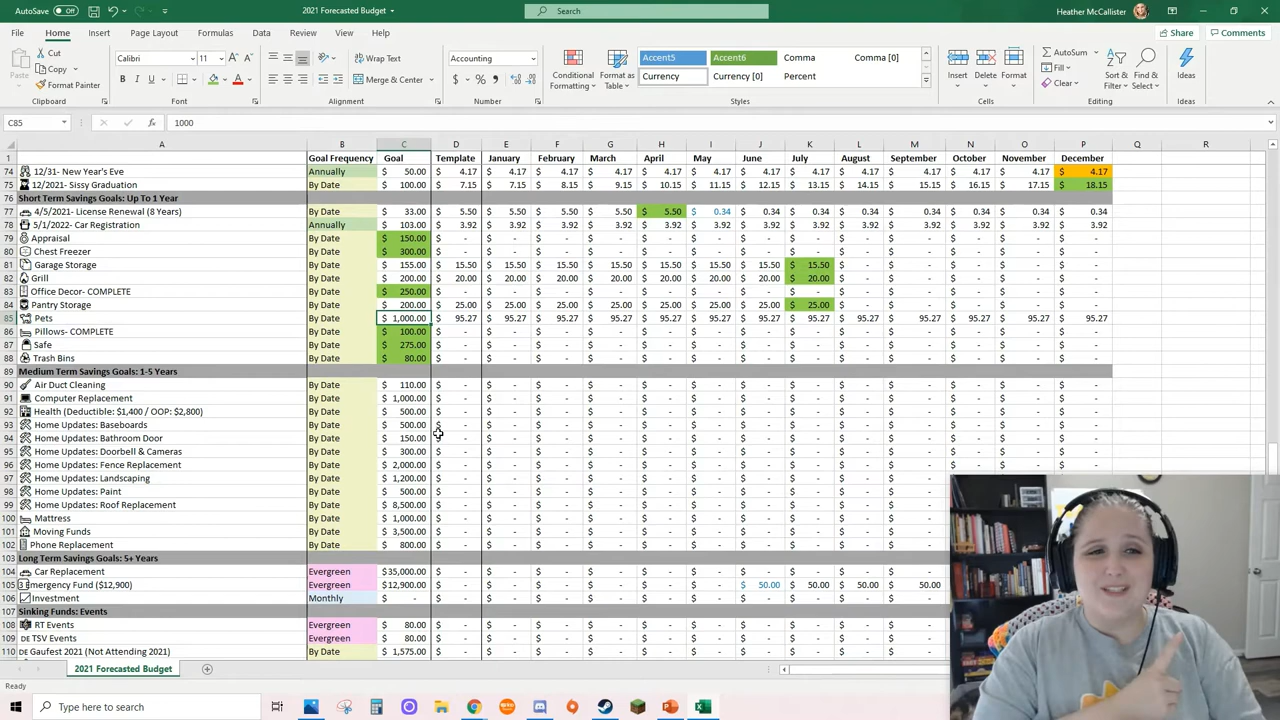 AutoSave Off 2021 Forecasted Budget Search Heather McCallister
File Home Insert Page Layout Formulas Data Review View Help Share Comments
Cut Calibri 11 Wrap Text Accounting Accent5 Accent6 Comma Comma [0] AutoSum
Copy Paste Format Painter B I U Merge & Center $ % Conditional Formatting Format as Table Currency Currency [0] Percent Insert Delete Format Fill Clear Sort & Filter Find & Select Ideas
Clipboard Font Alignment Number Styles Cells Editing Ideas
C85 fx 1000
A B C D E F G H I J K L M N O P Q R
1 Goal Frequency Goal Template January February March April May June July August September October November December
74 12/31- New Year's Eve Annually $ 50.00 $ 4.17 $ 4.17 $ 4.17 $ 4.17 $ 4.17 $ 4.17 $ 4.17 $ 4.17 $ 4.17 $ 4.17 $ 4.17 $ 4.17 $ 4.17
75 12/2021- Sissy Graduation By Date $ 100.00 $ 7.15 $ 7.15 $ 8.15 $ 9.15 $ 10.15 $ 11.15 $ 12.15 $ 13.15 $ 14.15 $ 15.15 $ 16.15 $ 17.15 $ 18.15
76 Short Term Savings Goals: Up To 1 Year
77 4/5/2021- License Renewal (8 Years) By Date $ 33.00 $ 5.50 $ 5.50 $ 5.50 $ 5.50 $ 5.50 $ 0.34 $ 0.34 $ 0.34 $ 0.34 $ 0.34 $ 0.34 $ 0.34 $ 0.34
78 5/1/2022- Car Registration Annually $ 103.00 $ 3.92 $ 3.92 $ 3.92 $ 3.92 $ 3.92 $ 3.92 $ 3.92 $ 3.92 $ 3.92 $ 3.92 $ 3.92 $ 3.92 $ 3.92
79 Appraisal By Date $ 150.00 $ - $ - $ - $ - $ - $ - $ - $ - $ - $ - $ - $ - $ -
80 Chest Freezer By Date $ 300.00 $ - $ - $ - $ - $ - $ - $ - $ - $ - $ - $ - $ - $ -
81 Garage Storage By Date $ 155.00 $ 15.50 $ 15.50 $ 15.50 $ 15.50 $ 15.50 $ 15.50 $ 15.50 $ 15.50 $ - $ - $ - $ - $ -
82 Grill By Date $ 200.00 $ 20.00 $ 20.00 $ 20.00 $ 20.00 $ 20.00 $ 20.00 $ 20.00 $ 20.00 $ - $ - $ - $ - $ -
83 Office Decor- COMPLETE By Date $ 250.00 $ - $ - $ - $ - $ - $ - $ - $ - $ - $ - $ - $ - $ -
84 Pantry Storage By Date $ 200.00 $ 25.00 $ 25.00 $ 25.00 $ 25.00 $ 25.00 $ 25.00 $ 25.00 $ 25.00 $ - $ - $ - $ - $ -
85 Pets By Date $ 1,000.00 $ 95.27 $ 95.27 $ 95.27 $ 95.27 $ 95.27 $ 95.27 $ 95.27 $ 95.27 $ 95.27 $ 95.27 $ 95.27 $ 95.27 $ 95.27
86 Pillows- COMPLETE By Date $ 100.00 $ - $ - $ - $ - $ - $ - $ - $ - $ - $ - $ - $ - $ -
87 Safe By Date $ 275.00 $ - $ - $ - $ - $ - $ - $ - $ - $ - $ - $ - $ - $ -
88 Trash Bins By Date $ 80.00 $ - $ - $ - $ - $ - $ - $ - $ - $ - $ - $ - $ - $ -
89 Medium Term Savings Goals: 1-5 Years
90 Air Duct Cleaning By Date $ 110.00 $ - $ - $ - $ - $ - $ - $ - $ - $ - $ - $ - $ - $ -
91 Computer Replacement By Date $ 1,000.00 $ - $ - $ - $ - $ - $ - $ - $ - $ - $ - $ - $ - $ -
92 Health (Deductible: $1,400 / OOP: $2,800) By Date $ 500.00 $ - $ - $ - $ - $ - $ - $ - $ - $ - $ - $ - $ - $ -
93 Home Updates: Baseboards By Date $ 500.00 $ - $ - $ - $ - $ - $ - $ - $ - $ - $ - $ - $ - $ -
94 Home Updates: Bathroom Door By Date $ 150.00 $ - $ - $ - $ - $ - $ - $ - $ - $ - $ - $ - $ - $ -
95 Home Updates: Doorbell & Cameras By Date $ 300.00 $ - $ - $ - $ - $ - $ - $ - $ - $ - $ - $ - $ - $ -
96 Home Updates: Fence Replacement By Date $ 2,000.00 $ - $ - $ - $ - $ - $ - $ - $ - $ - $ - $ - $ - $ -
97 Home Updates: Landscaping By Date $ 1,200.00 $ - $ - $ - $ - $ - $ - $ - $ - $ - $ -
98 Home Updates: Paint By Date $ 500.00 $ - $ - $ - $ - $ - $ - $ - $ - $ - $ -
99 Home Updates: Roof Replacement By Date $ 8,500.00 $ - $ - $ - $ - $ - $ - $ - $ - $ - $ -
100 Mattress By Date $ 1,000.00 $ - $ - $ - $ - $ - $ - $ - $ - $ - $ -
101 Moving Funds By Date $ 3,500.00 $ - $ - $ - $ - $ - $ - $ - $ - $ - $ -
102 Phone Replacement By Date $ 800.00 $ - $ - $ - $ - $ - $ - $ - $ - $ - $ -
103 Long Term Savings Goals: 5+ Years
104 Car Replacement Evergreen $35,000.00 $ - $ - $ - $ - $ - $ - $ - $ - $ - $ -
105 Emergency Fund ($12,900) Evergreen $12,900.00 $ - $ - $ - $ - $ - $ - $ 50.00 $ 50.00 $ 50.00 $ 50.00
106 Investment Monthly $ - $ - $ - $ - $ - $ - $ - $ - $ - $ - $ -
107 Sinking Funds: Events
108 RT Events Evergreen $ 80.00 $ - $ - $ - $ - $ - $ - $ - $ - $ - $ -
109 DE TSV Events Evergreen $ 80.00 $ - $ - $ - $ - $ - $ - $ - $ - $ - $ -
110 DE Gaufest 2021 (Not Attending 2021) By Date $ 1,575.00 $ - $ - $ - $ - $ - $ - $ - $ - $ - $ -
2021 Forecasted Budget
Ready
Type here to search